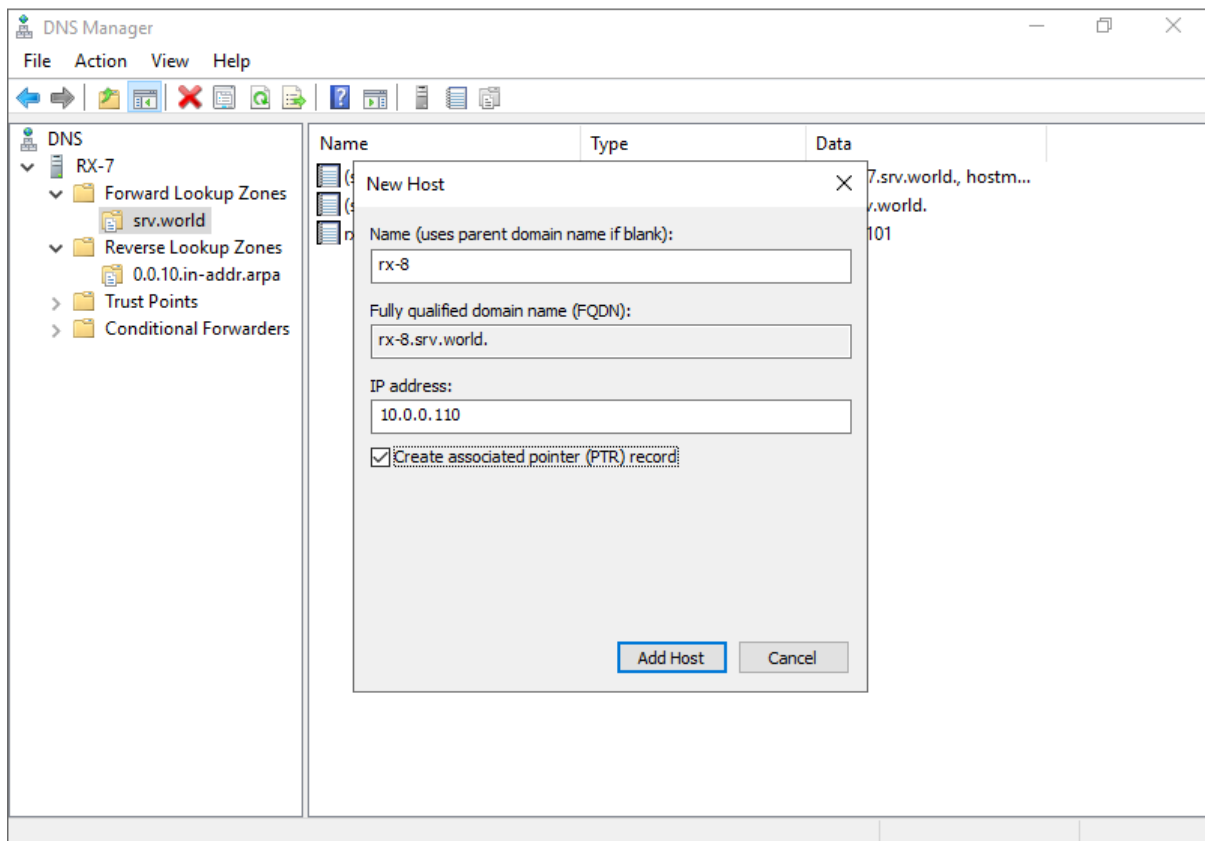 DNS Manager
File Action View Help
DNS
RX-7
Forward Lookup Zones
srv.world
Reverse Lookup Zones
0.0.10.in-addr.arpa
Trust Points
Conditional Forwarders
Name Type Data
7.srv.world., hostm...
.world.
101
New Host
Name (uses parent domain name if blank):
rx-8
Fully qualified domain name (FQDN):
rx-8.srv.world.
IP address:
10.0.0.110
Create associated pointer (PTR) record
Add Host Cancel